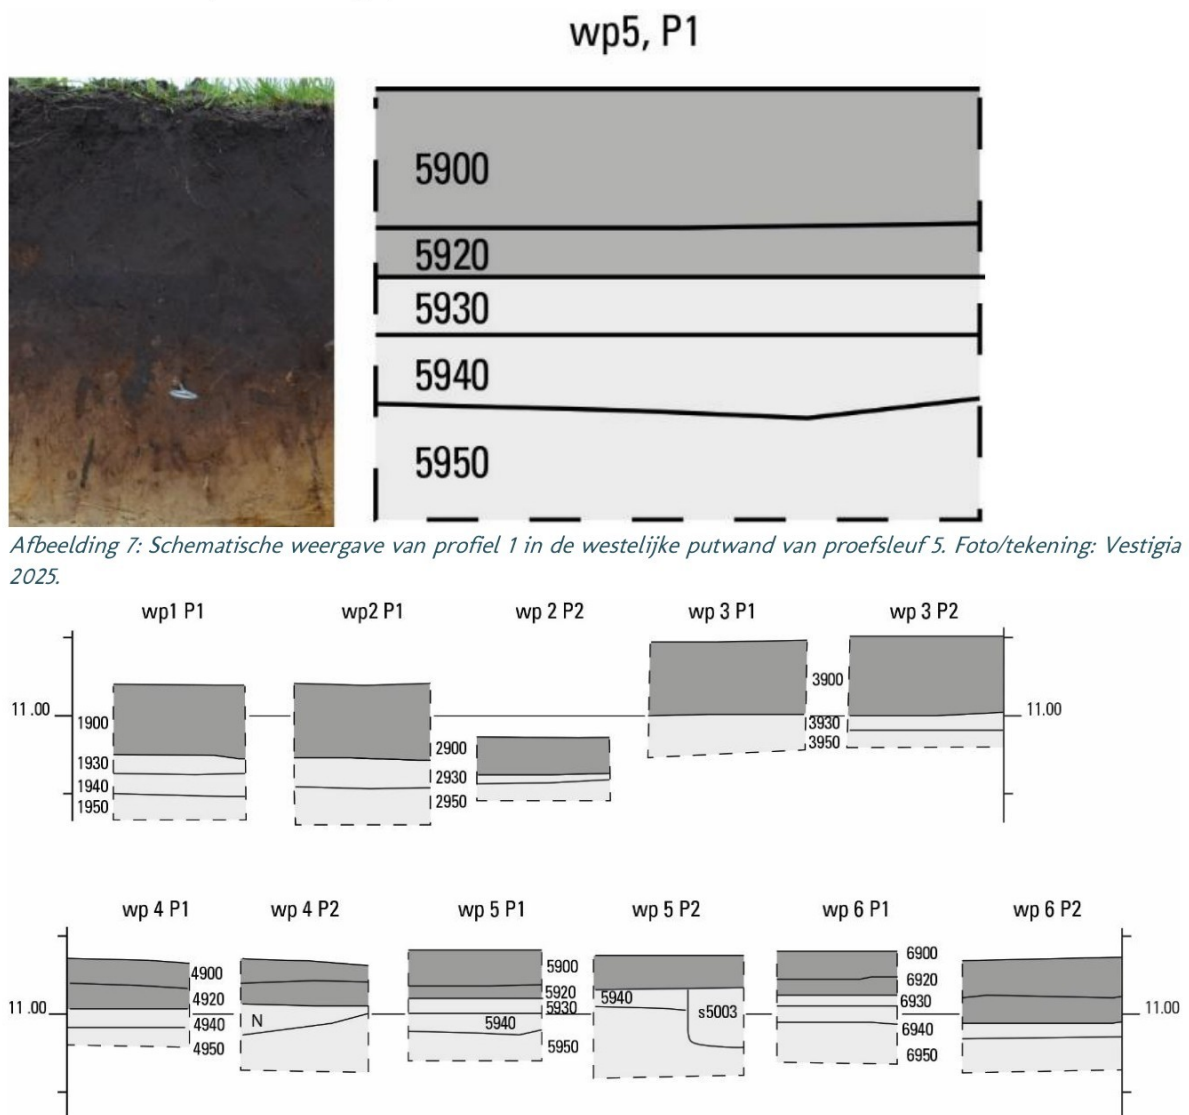 wp5, P1
5900
5920
5930
5940
5950
Afbeelding 7: Schematische weergave van profiel 1 in de westelijke putwand van proefsleuf 5. Foto/tekening: Vestigia
2025.
wp1 P1
wp2 P1
wp 2 P2
wp 3 P1
wp 3 P2
11.00
1900
1930
1940
1950
2900
2930
2950
3900
3930
3950
11.00
wp 4 P1
wp 4 P2
wp 5 P1
wp 5 P2
wp 6 P1
wp 6 P2
11.00
4900
4920
4940
4950
N
5900
5920
5930
5940
5950
5940
s5003
6900
6920
6930
6940
6950
11.00